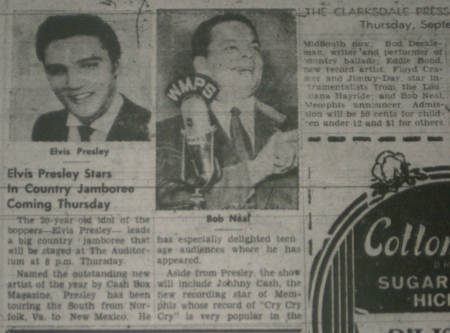 Elvis Presley
Elvis Presley Stars
In Country Jamboree
Coming Thursday
The 20-year old idol of the
boppers—Elvis Presley— leads
a big country jamboree that
will be staged at The Auditor-
ium at 8 p.m. Thursday
Named the outstanding new
artist of the year by Cash Box
Magazine, Presley has been
touring the South from Nor-
folk, Va. to New Mexico. He
WMPS
Bob Neal
has especially delighted teen-
age audiences where he has
appeared.
Aside from Presley, the show
will include Johhny Cash, the
new recording star of Mem-
phis whose record of "Cry Cry
Cry" is very popular in the
THE CLARKSDALE PRESS
Thursday, Sept
MidSouth now; Bud Deckle-
man, writer and performer of
country ballads; Eddie Bond,
new record artist; Floyd Cra-
mer and Jimmy Day, star in-
trumentalists from the Lou-
isiana Hayride; and Bob Neal,
Memphis announcer. Admis-
sion will be 50 cents for child-
ren under 12 and $1 for others.
Cotton
SUGAR
HIC